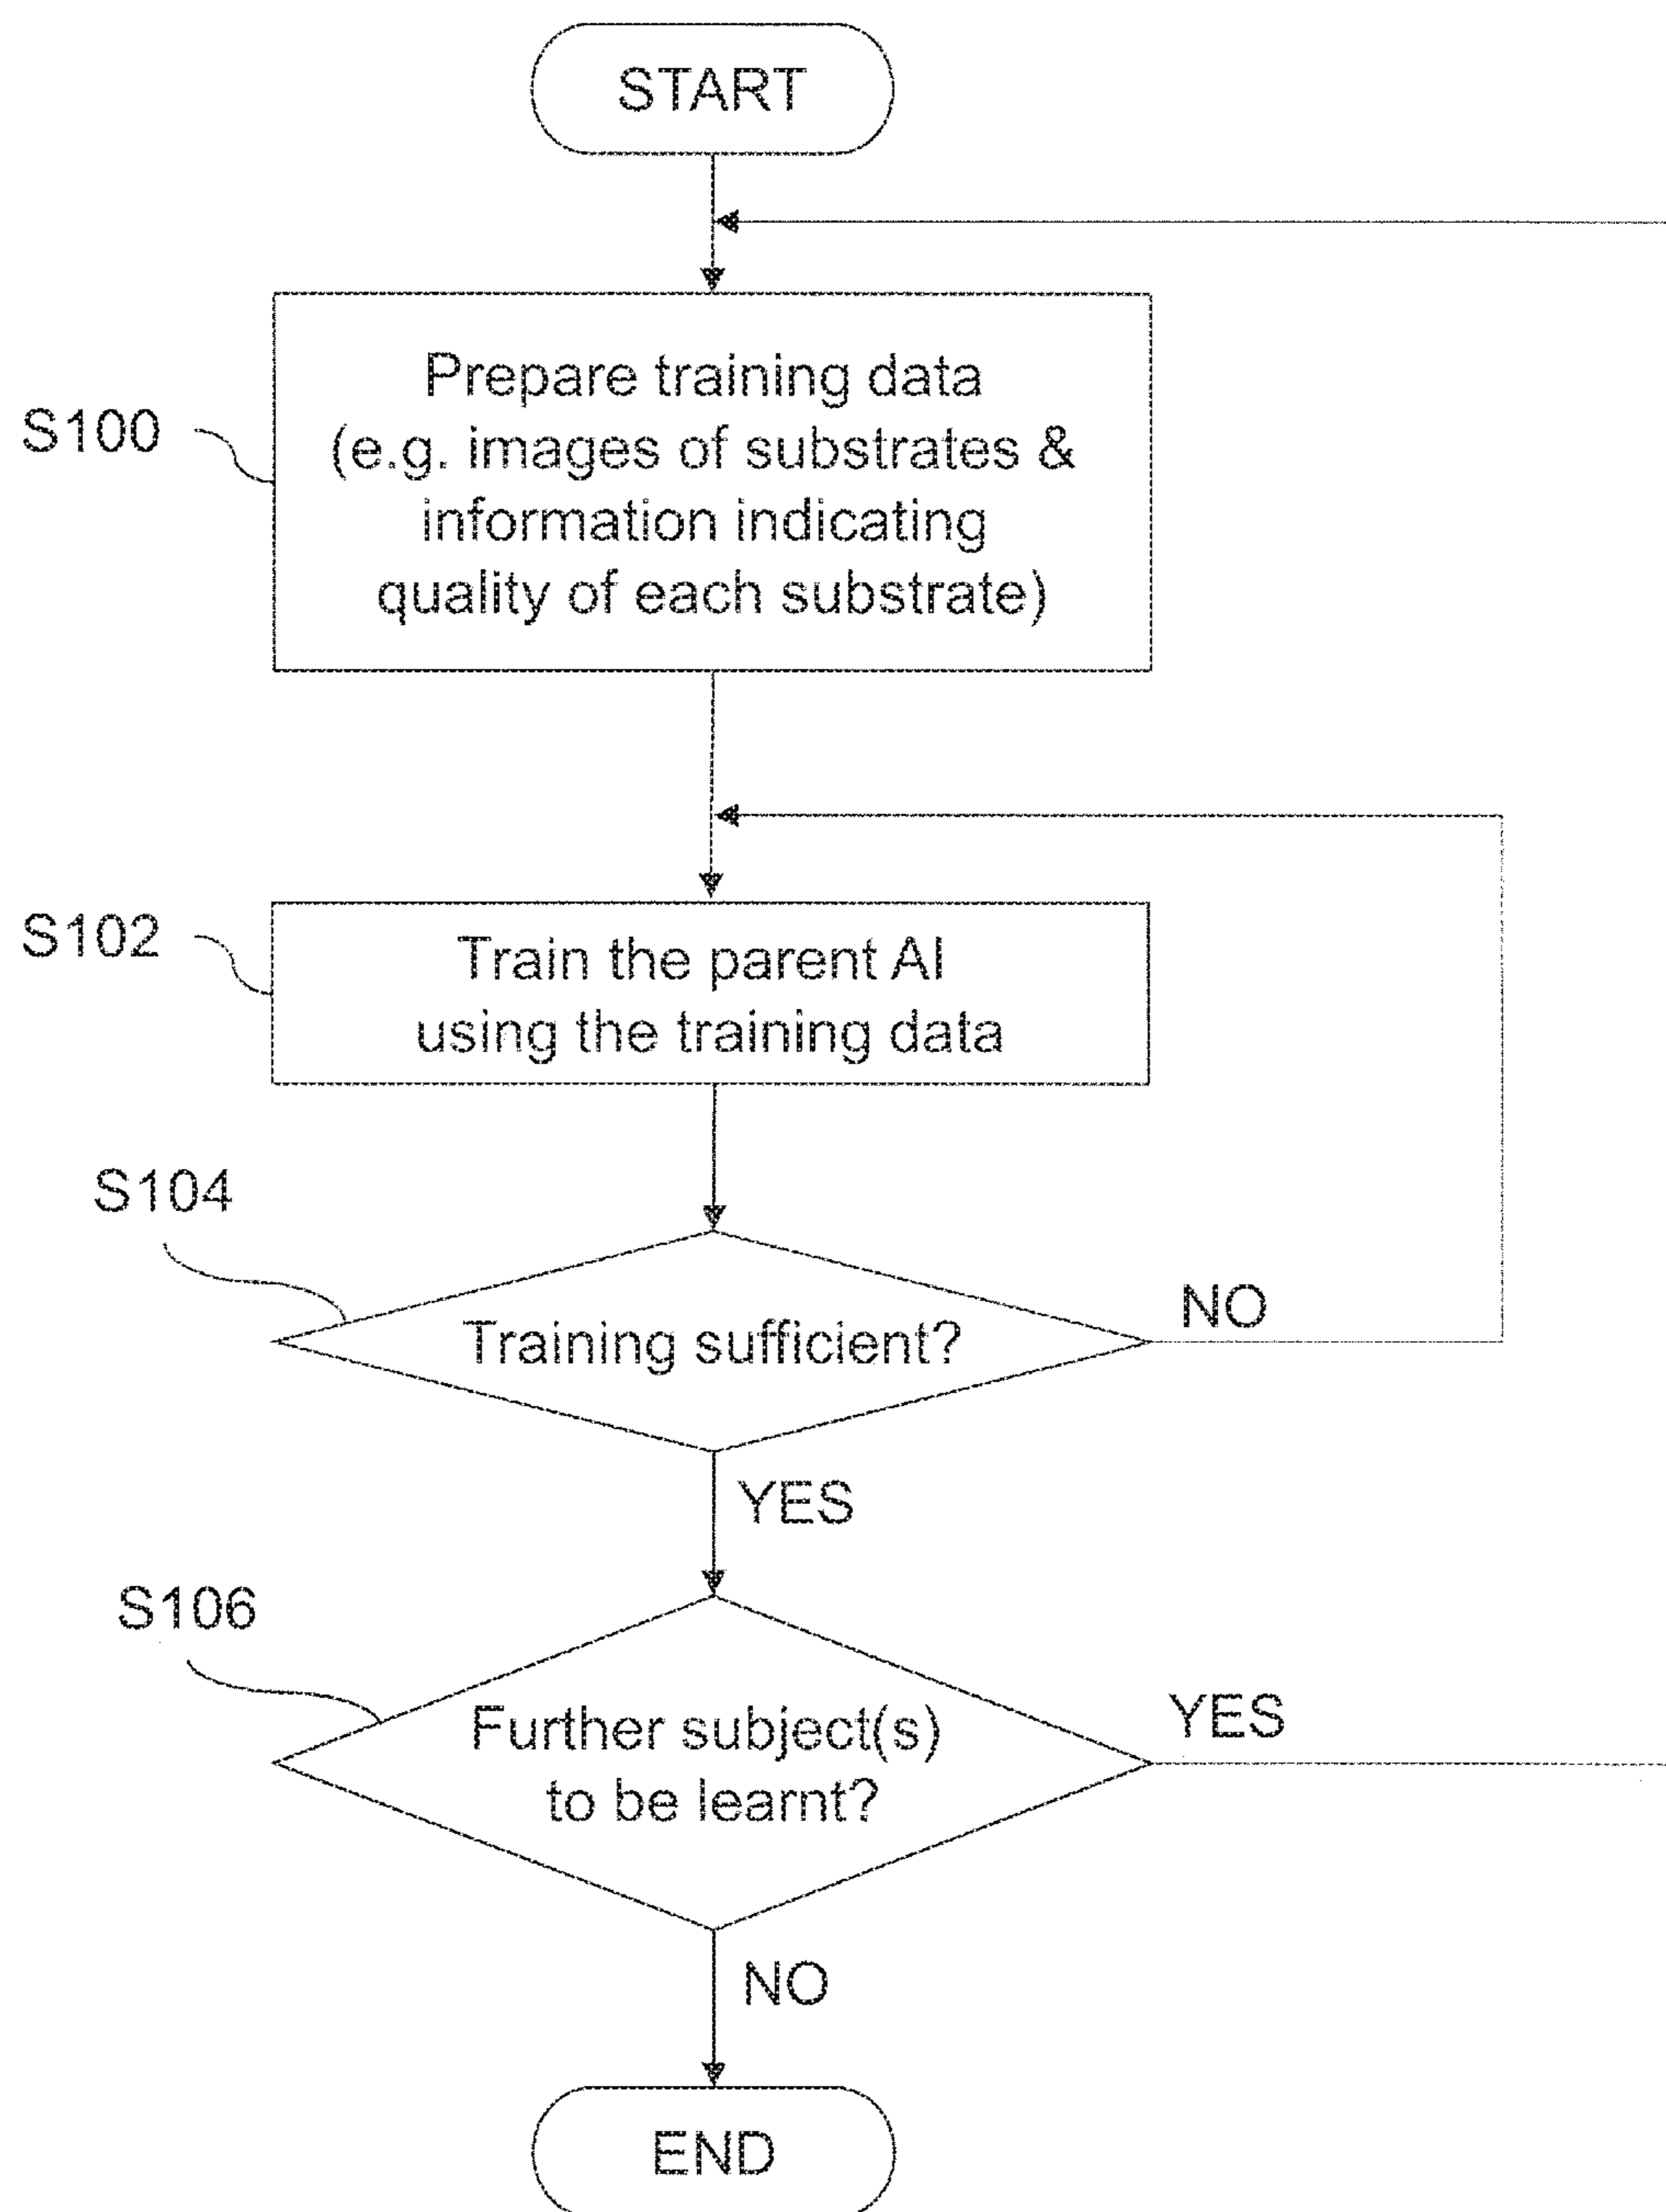 START
S100
Prepare training data
(e.g. images of substrates &
information indicating
quality of each substrate)
S102
Train the parent AI
using the training data
S104
Training sufficient?
NO
YES
S106
Further subject(s)
to be learnt?
YES
NO
END